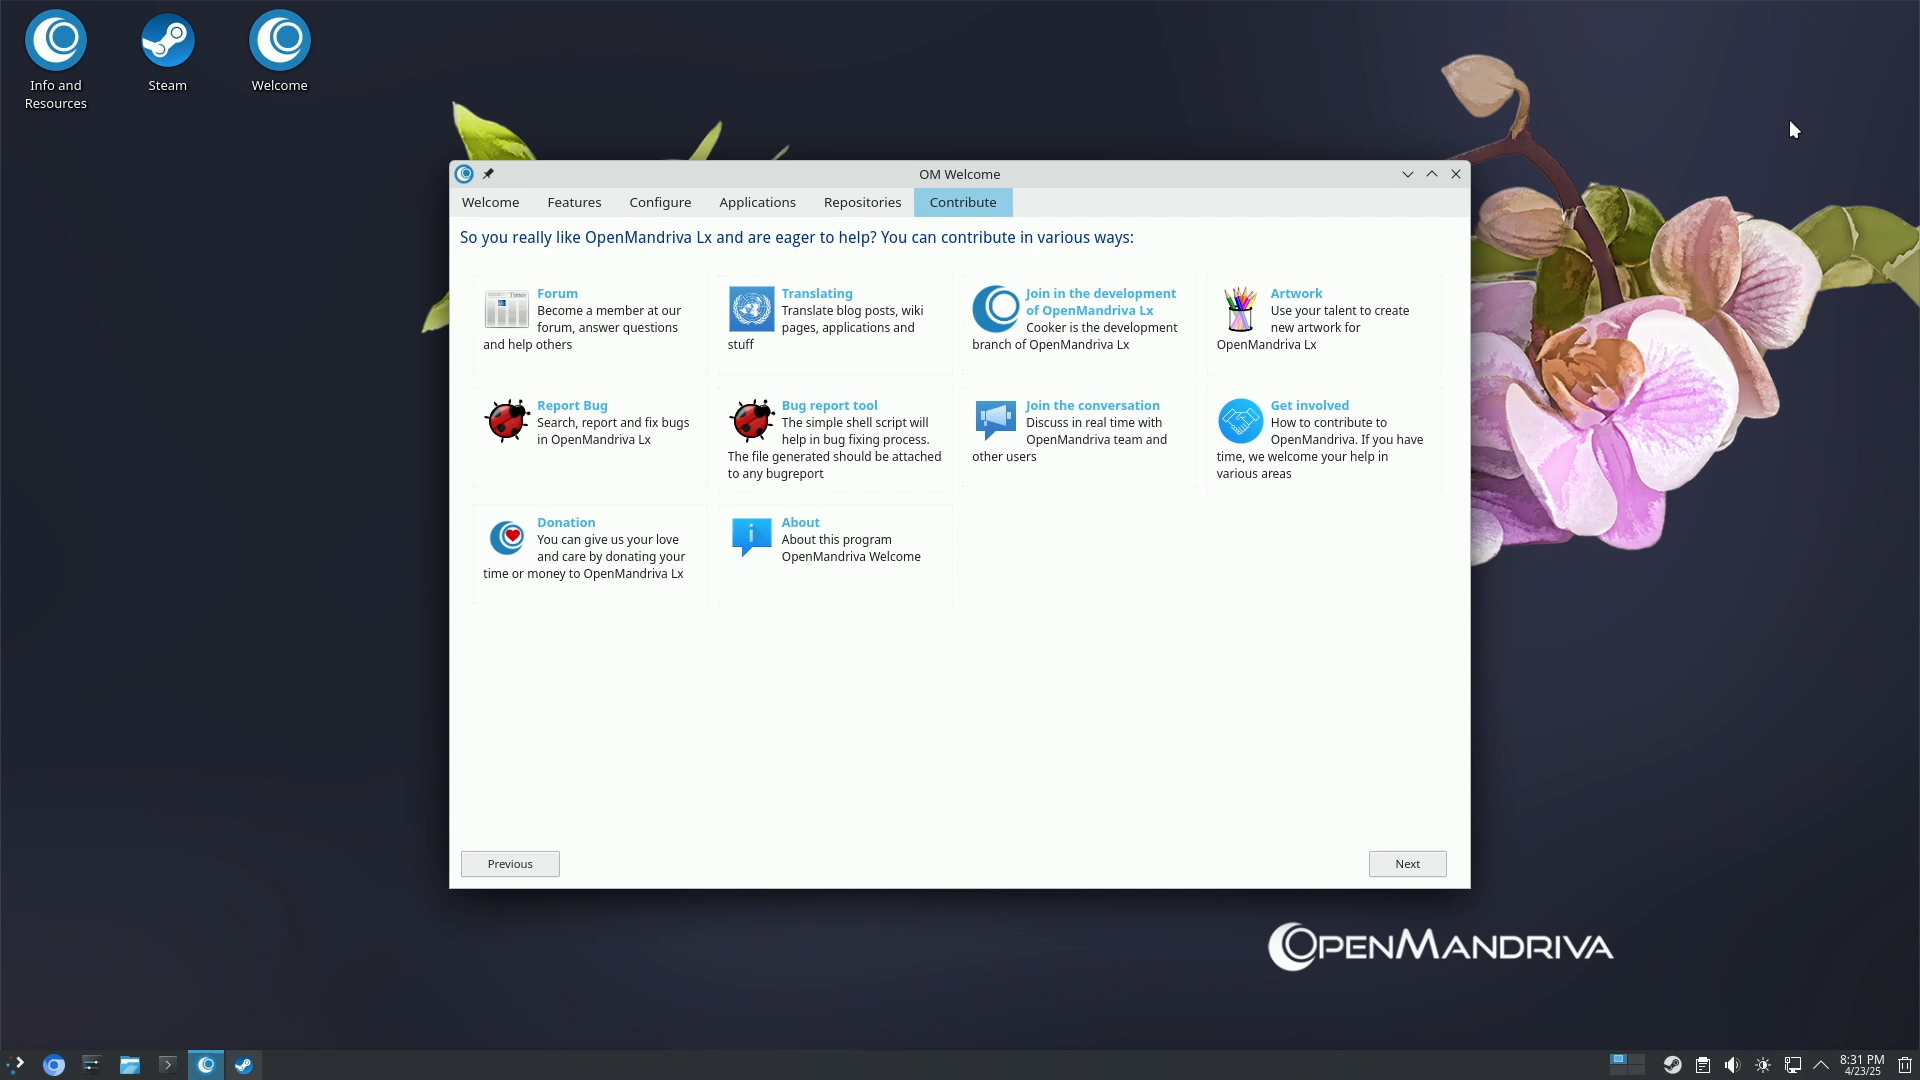 Info and
Resources
Steam
Welcome
OM Welcome
Welcome
Features
Configure
Applications
Repositories
Contribute
So you really like OpenMandriva Lx and are eager to help? You can contribute in various ways:
Forum
Become a member at our
forum, answer questions
and help others
Translating
Translate blog posts, wiki
pages, applications and
stuff
Join in the development
of OpenMandriva Lx
Cooker is the development
branch of OpenMandriva Lx
Artwork
Use your talent to create
new artwork for
OpenMandriva Lx
Report Bug
Search, report and fix bugs
in OpenMandriva Lx
Bug report tool
The simple shell script will
help in bug fixing process.
The file generated should be attached
to any bugreport
Join the conversation
Discuss in real time with
OpenMandriva team and
other users
Get involved
How to contribute to
OpenMandriva. If you have
time, we welcome your help in
various areas
Donation
You can give us your love
and care by donating your
time or money to OpenMandriva Lx
About
About this program
OpenMandriva Welcome
Previous
Next
OPENMANDRIVA
8:31 PM
4/23/25